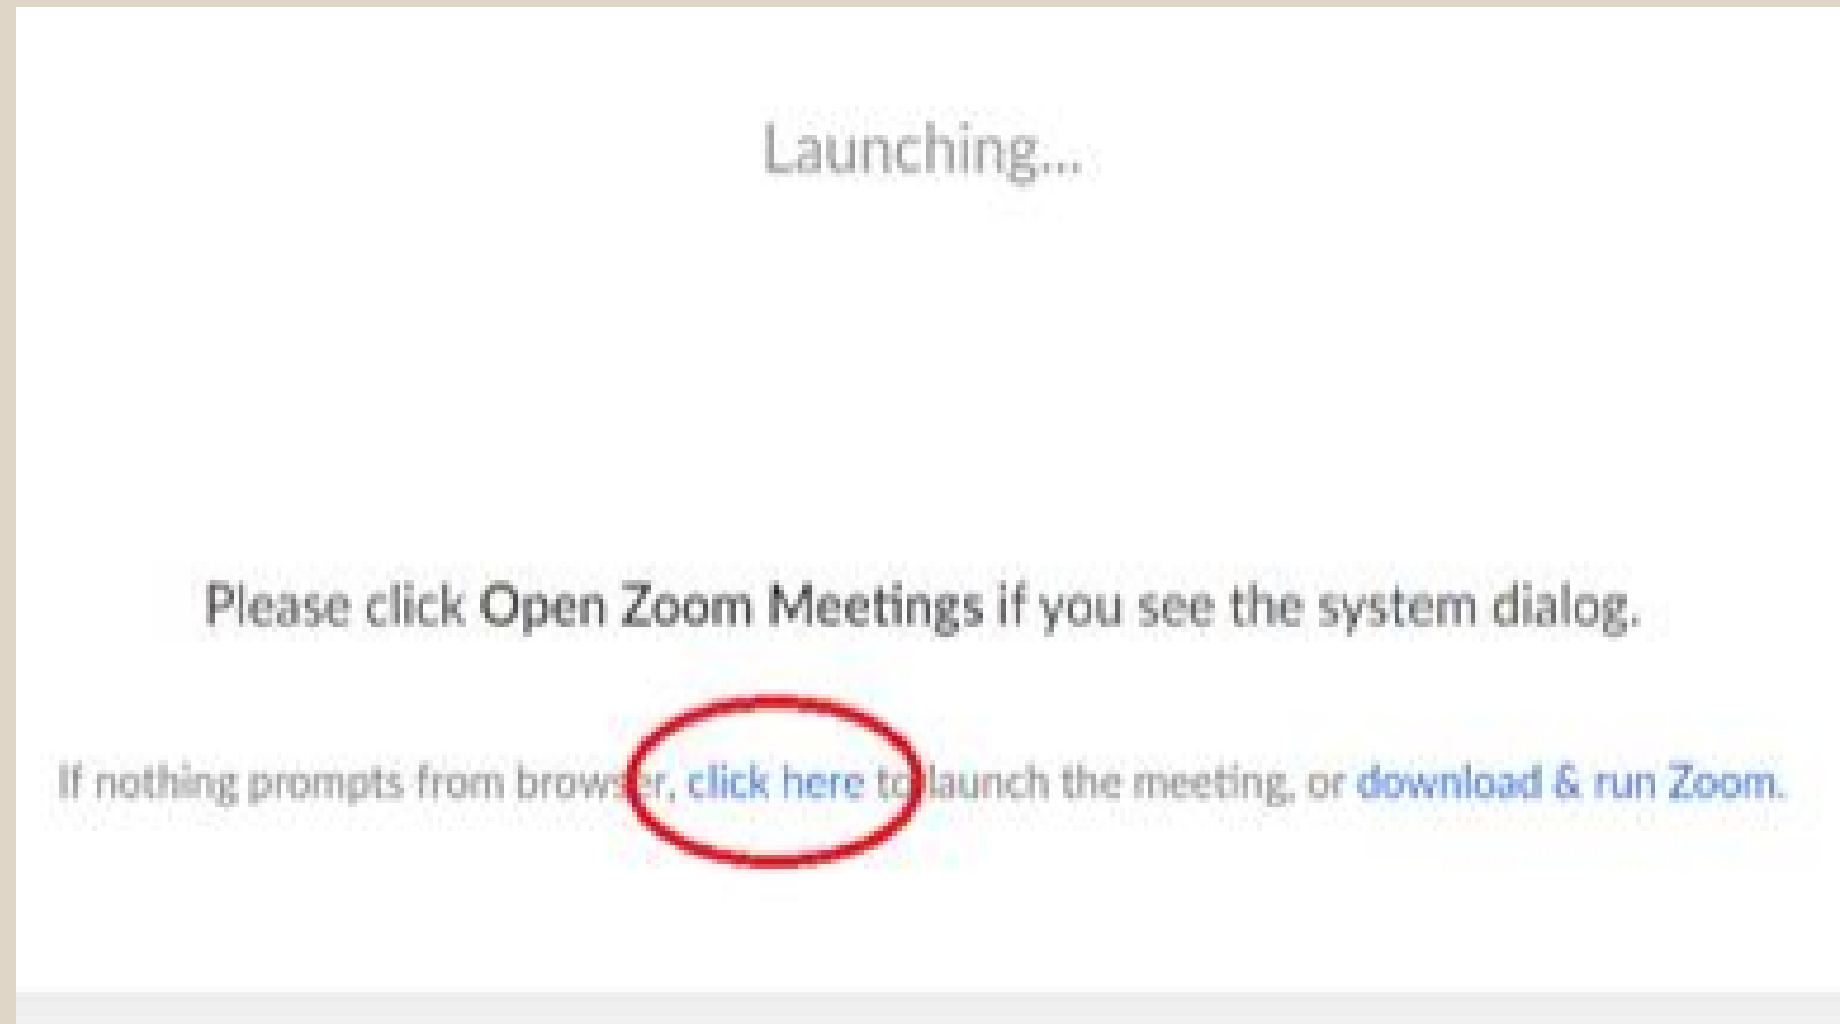 Launching...
Please click Open Zoom Meetings if you see the system dialog.
If nothing prompts from browser, click here to launch the meeting, or download & run Zoom.